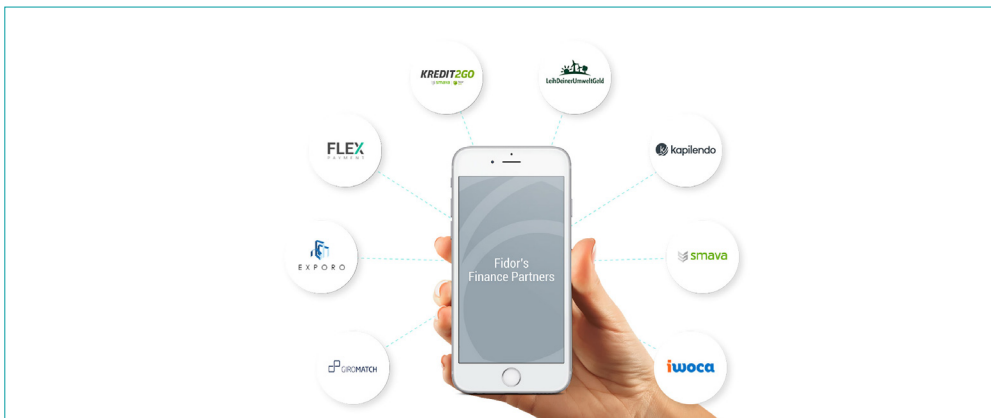 KREDIT2GO
LeihDeinerUmweltGeld
FLEX
PAYMENT
kapilendo
EXPORO
Fidor's
Finance Partners
smava
GIROMATCH
iwoca